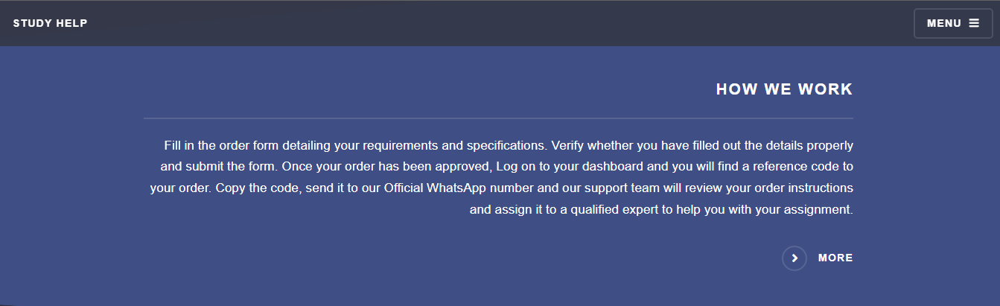 STUDY HELP
MENU
HOW WE WORK
Fill in the order form detailing your requirements and specifications. Verify whether you have filled out the details properly
and submit the form. Once your order has been approved, Log on to your dashboard and you will find a reference code to
your order. Copy the code, send it to our Official WhatsApp number and our support team will review your order instructions
and assign it to a qualified expert to help you with your assignment.
MORE